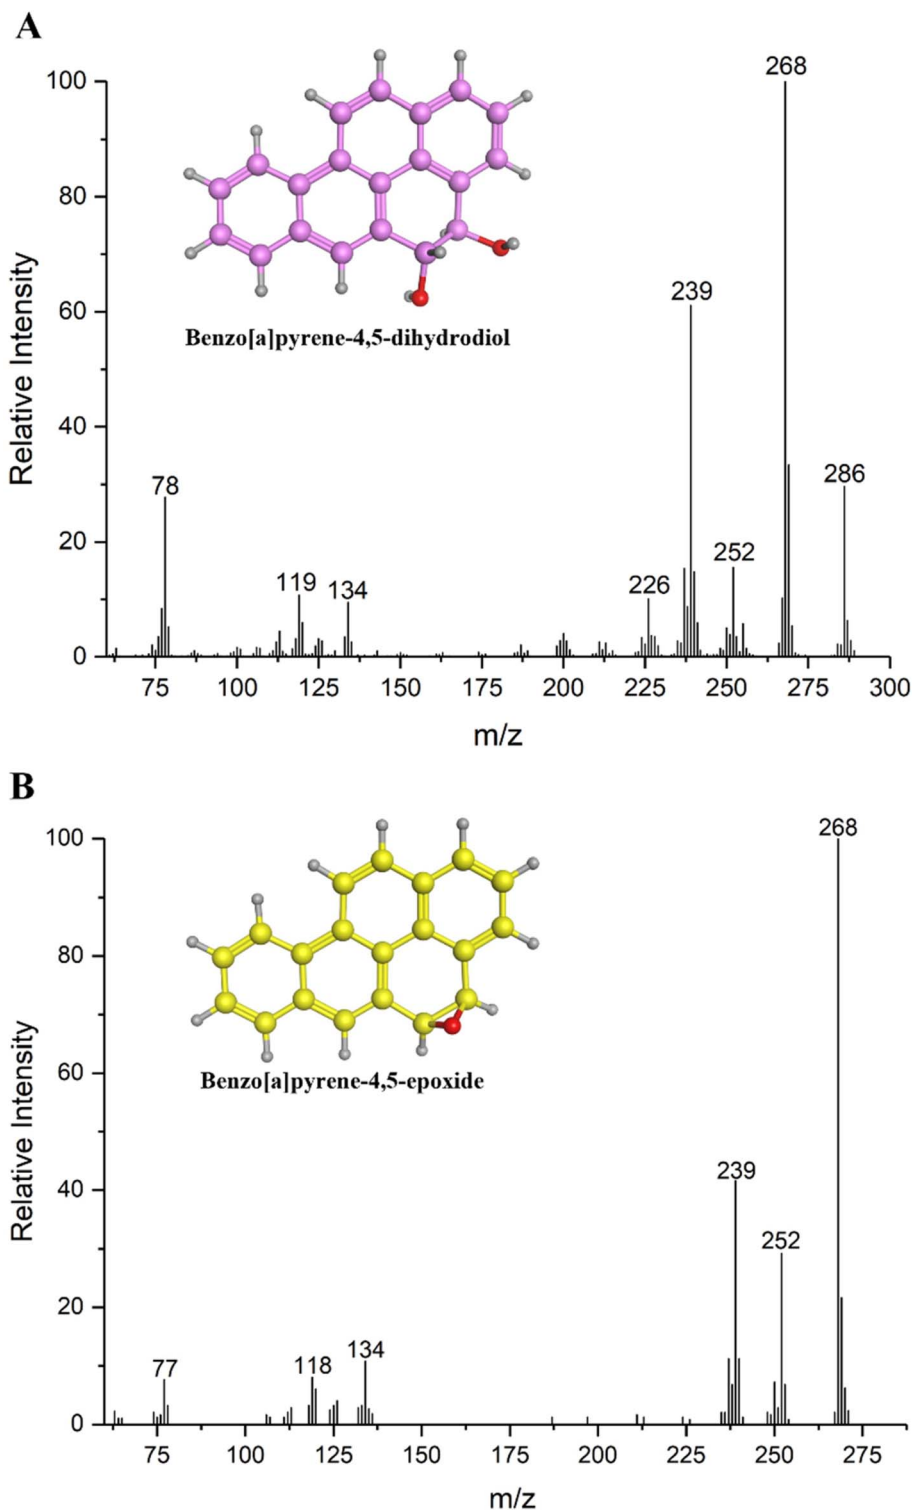 A
268
100
80
239
60
Benzo[a]pyrene-4,5-dihydrodiol
Relative Intensity
40
78
286
20
119
134
226
252
0
75 100 125 150 175 200 225 250 275 300
m/z
B
100
268
80
60
Benzo[a]pyrene-4,5-epoxide
Relative Intensity
40
239
252
20
77
118
134
0
75 100 125 150 175 200 225 250 275
m/z